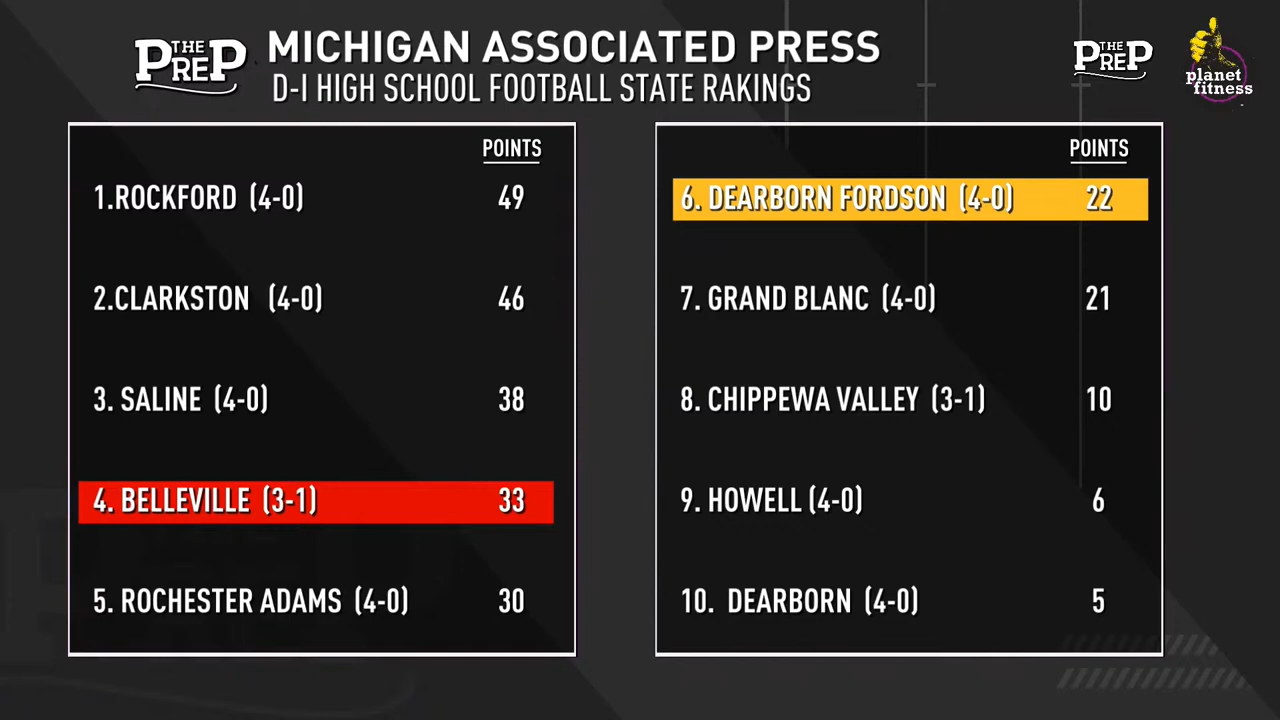 THE PREP
MICHIGAN ASSOCIATED PRESS
D-I HIGH SCHOOL FOOTBALL STATE RAKINGS
THE PREP
planet
fitness
POINTS
1.ROCKFORD (4-0) 49
2.CLARKSTON (4-0) 46
3. SALINE (4-0) 38
4. BELLEVILLE (3-1) 33
5. ROCHESTER ADAMS (4-0) 30
POINTS
6. DEARBORN FORDSON (4-0) 22
7. GRAND BLANC (4-0) 21
8. CHIPPEWA VALLEY (3-1) 10
9. HOWELL (4-0) 6
10. DEARBORN (4-0) 5